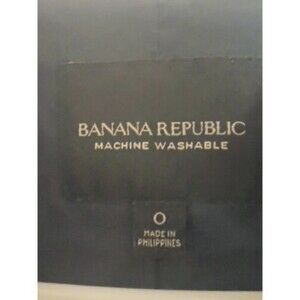 BANANA REPUBLIC
MACHINE WASHABLE
0
MADE IN
PHILIPPINES